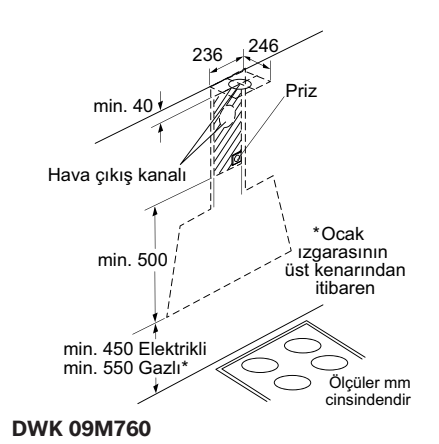 236 246
min. 40
Priz
Hava çıkış kanalı
*Ocak
ızgarasının
üst kenarından
itibaren
min. 500
min. 450 Elektrikli
min. 550 Gazlı*
Ölçüler mm
cinsindendir
DWK 09M760